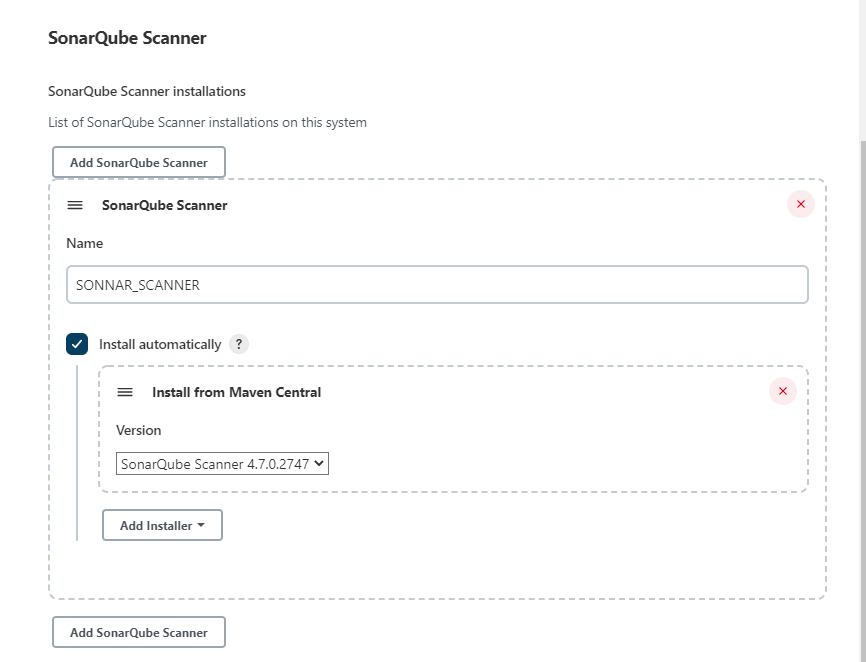 SonarQube Scanner
SonarQube Scanner installations
List of SonarQube Scanner installations on this system
Add SonarQube Scanner
SonarQube Scanner
Name
SONNAR_SCANNER
Install automatically ?
Install from Maven Central
Version
SonarQube Scanner 4.7.0.2747
Add Installer
Add SonarQube Scanner